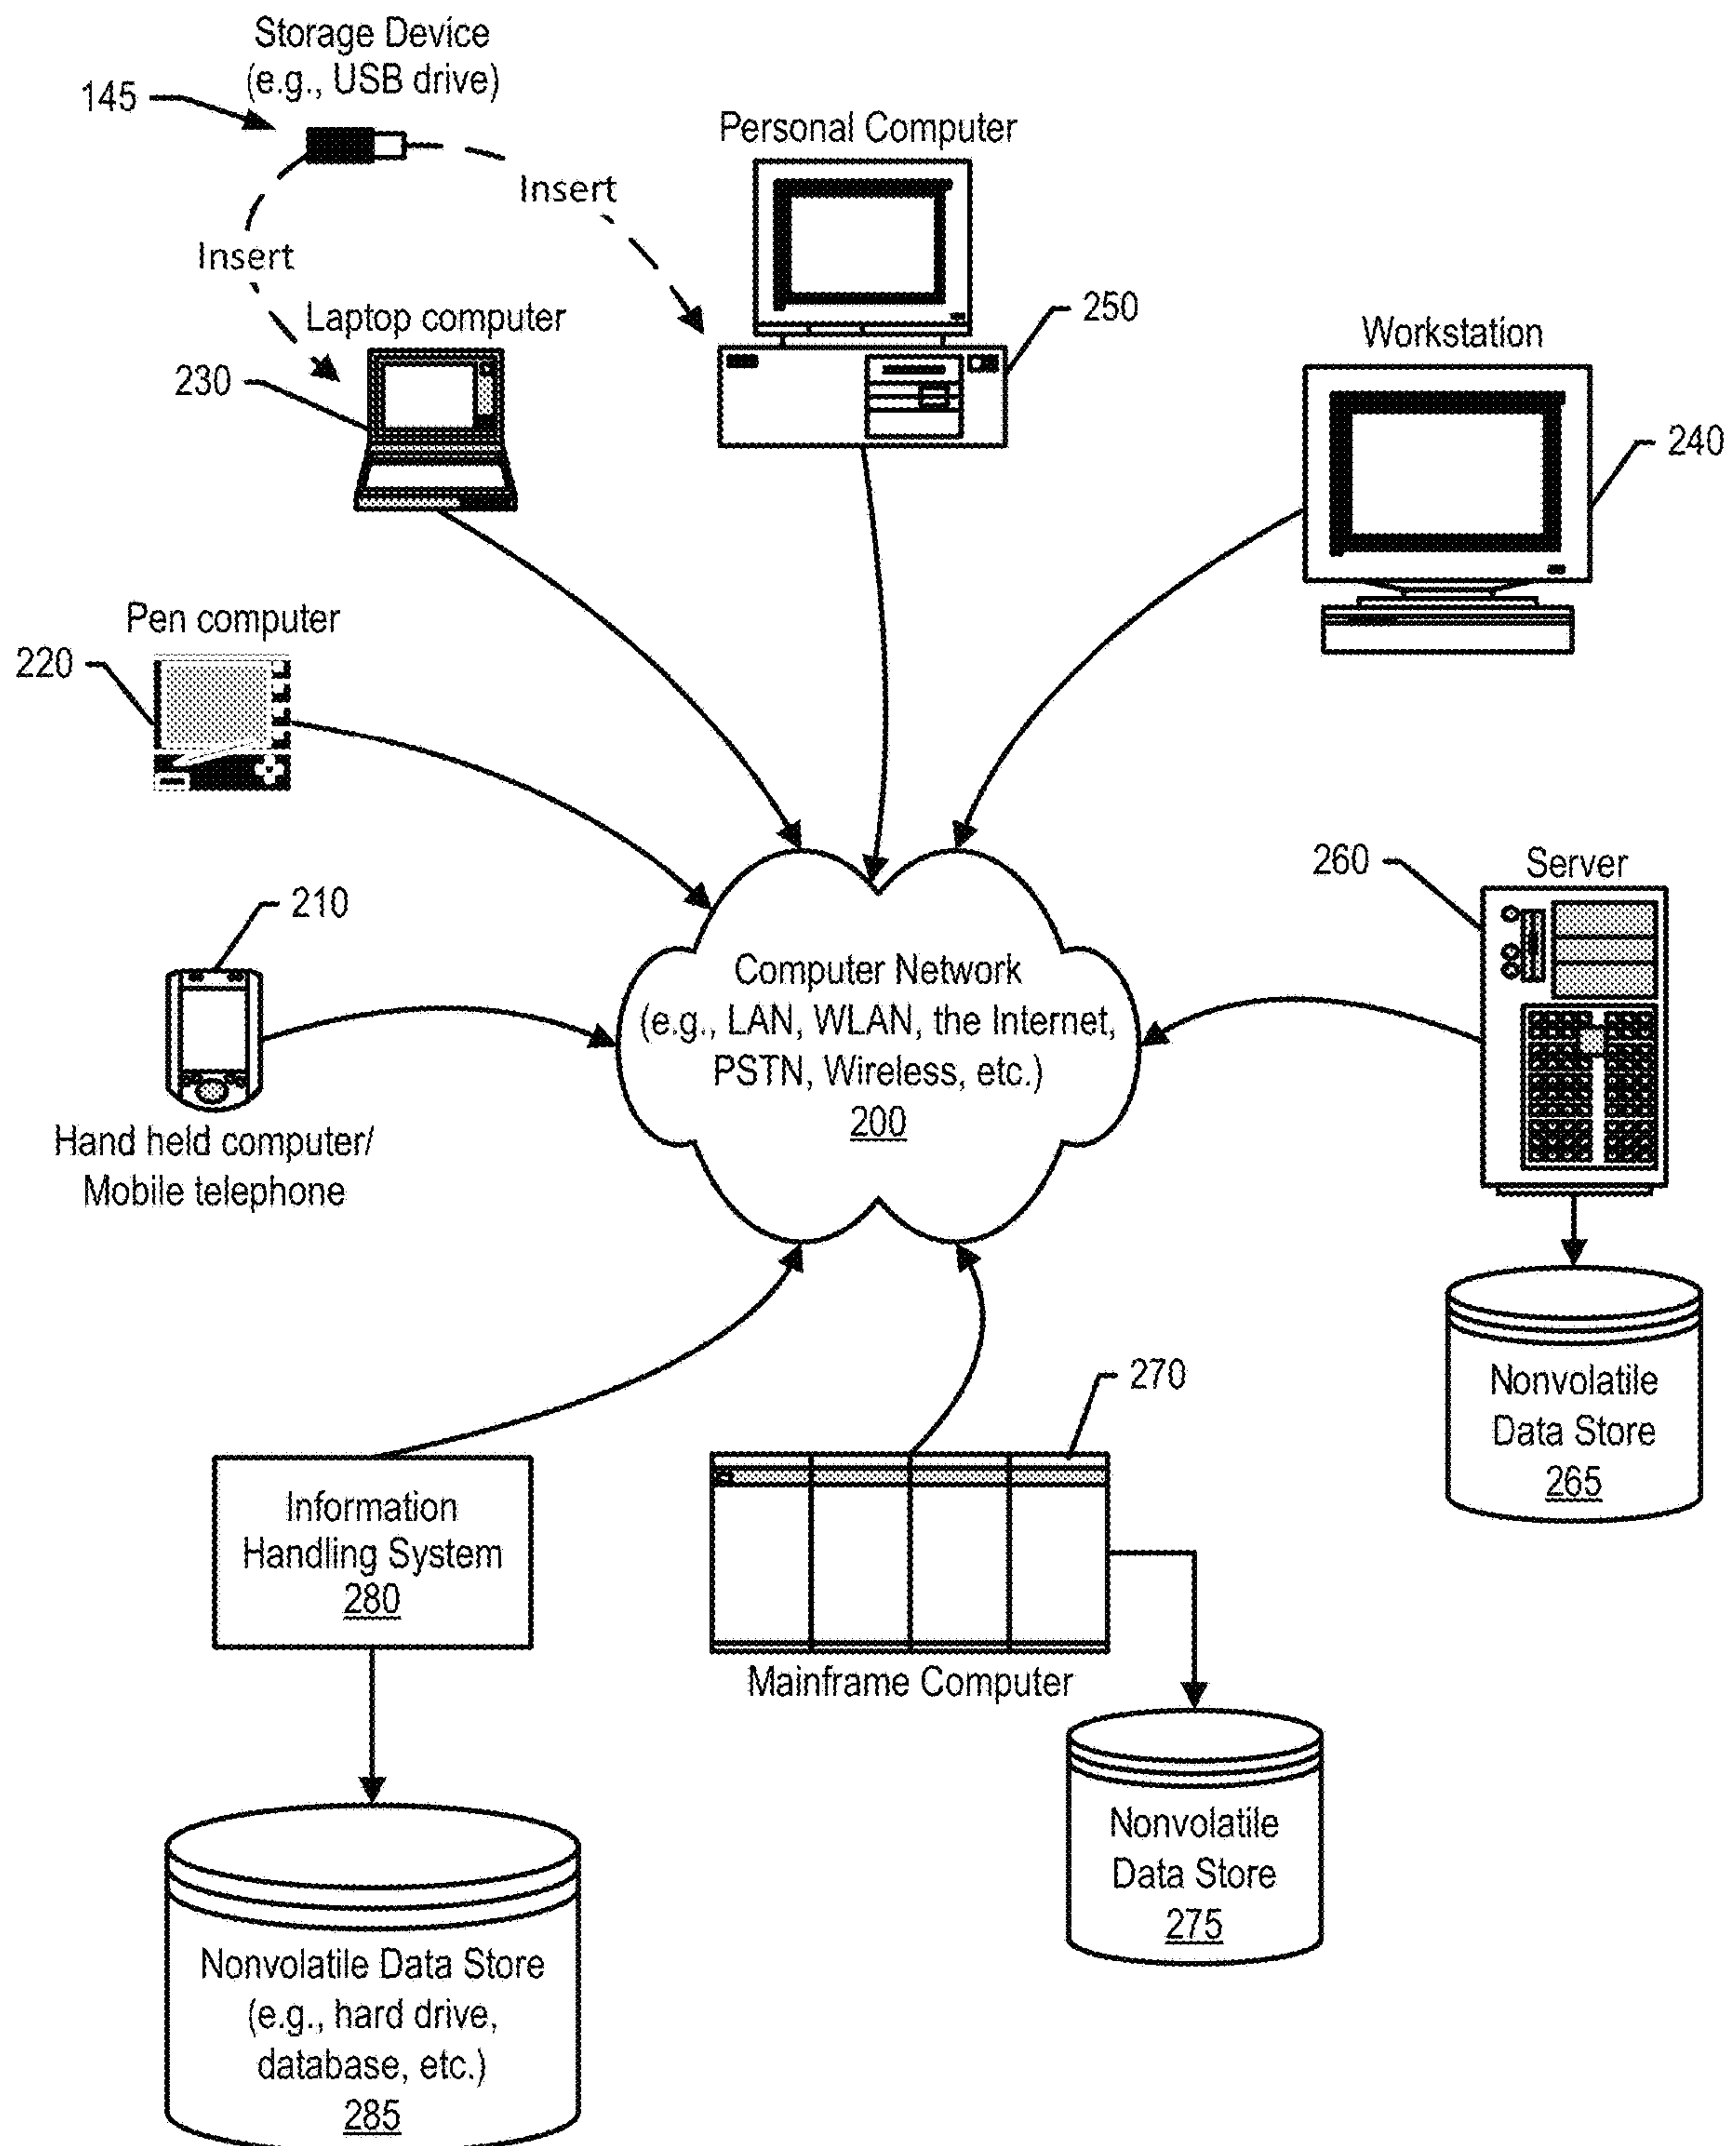 Storage Device
(e.g., USB drive)
145
Insert
Insert
Personal Computer
250
Laptop computer
230
Workstation
240
Pen computer
220
210
Hand held computer/
Mobile telephone
Computer Network
(e.g., LAN, WLAN, the Internet,
PSTN, Wireless, etc.)
200
260
Server
Nonvolatile
Data Store
265
Information
Handling System
280
270
Mainframe Computer
Nonvolatile
Data Store
275
Nonvolatile Data Store
(e.g., hard drive,
database, etc.)
285